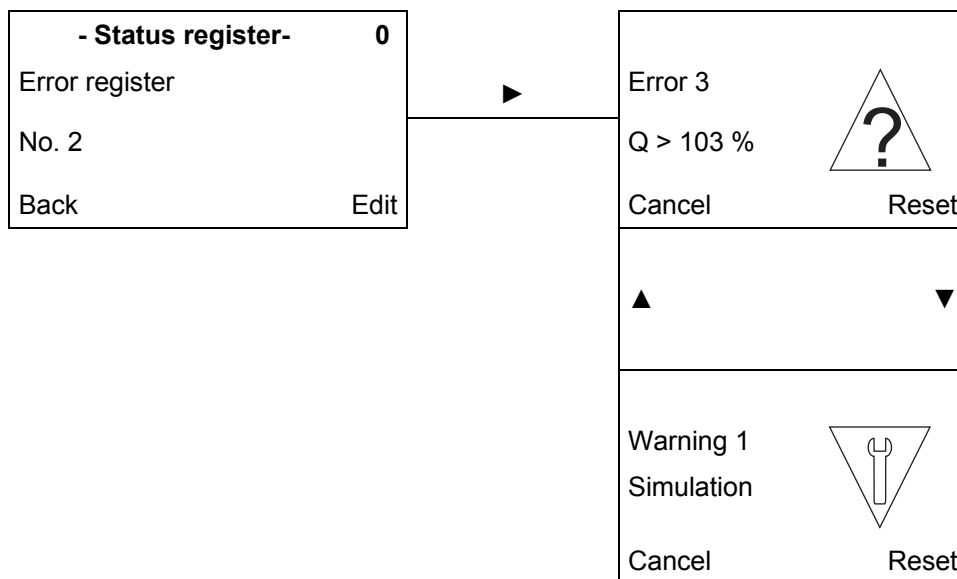 - Status register- 0
Error register
No. 2
Back Edit
►
Error 3
Q > 103 %
?
Cancel Reset
▲ ▼
Warning 1
Simulation
Cancel Reset